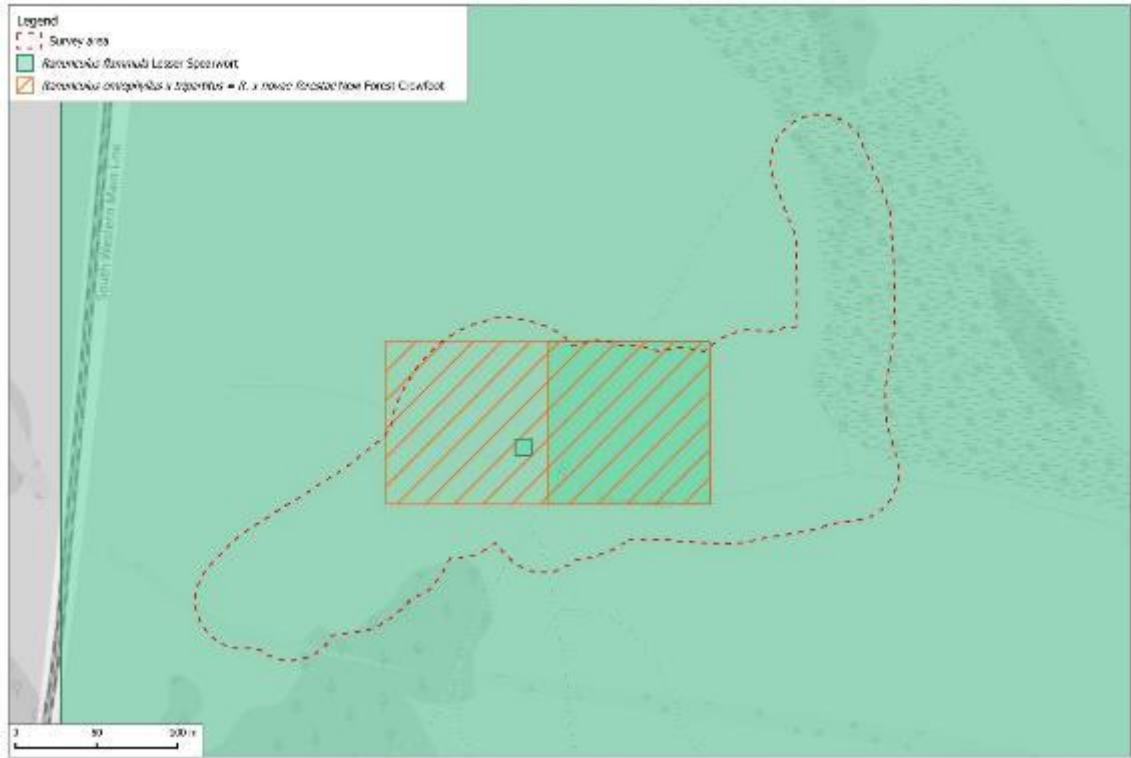 Legend
Survey area
Ranunculus flammula Lesser Spearwort
Ranunculus omiophyllus x tripartitus = R. x novae forestae New Forest Crowfoot
South Western Main Line
0 50 100 m